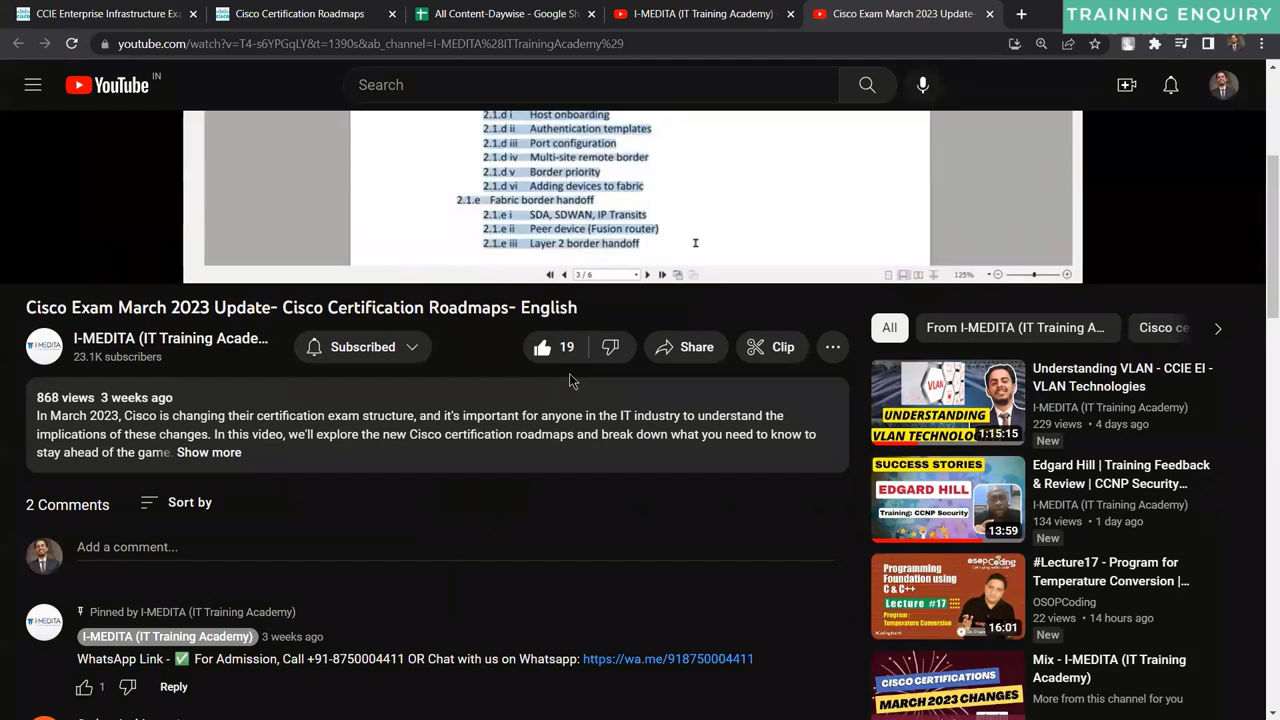 CCIE Enterprise Infrastructure Exa
Cisco Certification Roadmaps
All Content-Daywise - Google Sh
I-MEDITA (IT Training Academy) -
Cisco Exam March 2023 Update-
TRAINING ENQUIRY
youtube.com/watch?v=T4-s6YPGqLY&t=1390s&ab_channel=I-MEDITA%28ITTrainingAcademy%29
YouTube IN
Search
2.1.d i Host onboarding
2.1.d ii Authentication templates
2.1.d iii Port configuration
2.1.d iv Multi-site remote border
2.1.d v Border priority
2.1.d vi Adding devices to fabric
2.1.e Fabric border handoff
2.1.e i SDA, SDWAN, IP Transits
2.1.e ii Peer device (Fusion router)
2.1.e iii Layer 2 border handoff
3 / 6
125%
Cisco Exam March 2023 Update- Cisco Certification Roadmaps- English
I-MEDITA
I-MEDITA (IT Training Acade...
23.1K subscribers
Subscribed
19
Share
Clip
868 views 3 weeks ago
In March 2023, Cisco is changing their certification exam structure, and it's important for anyone in the IT industry to understand the
implications of these changes. In this video, we'll explore the new Cisco certification roadmaps and break down what you need to know to
stay ahead of the game. Show more
2 Comments
Sort by
Add a comment...
Pinned by I-MEDITA (IT Training Academy)
I-MEDITA
I-MEDITA (IT Training Academy) 3 weeks ago
WhatsApp Link - ✅ For Admission, Call +91-8750004411 OR Chat with us on Whatsapp: https://wa.me/918750004411
1
Reply
All
From I-MEDITA (IT Training A...
Cisco ce
VLAN
UNDERSTANDING
VLAN TECHNOLO
1:15:15
Understanding VLAN - CCIE EI -
VLAN Technologies
I-MEDITA (IT Training Academy)
229 views • 4 days ago
New
SUCCESS STORIES
EDGARD HILL
Training: CCNP Security
13:59
Edgard Hill | Training Feedback
& Review | CCNP Security...
I-MEDITA (IT Training Academy)
134 views • 1 day ago
New
OSOPCoding
Programming
Foundation using
C & C++
Lecture #17
Program :
Temperature Conversion
16:01
#Lecture17 - Program for
Temperature Conversion |...
OSOPCoding
22 views • 14 hours ago
New
CISCO CERTIFICATIONS
MARCH 2023 CHANGES
Mix - I-MEDITA (IT Training
Academy)
More from this channel for you